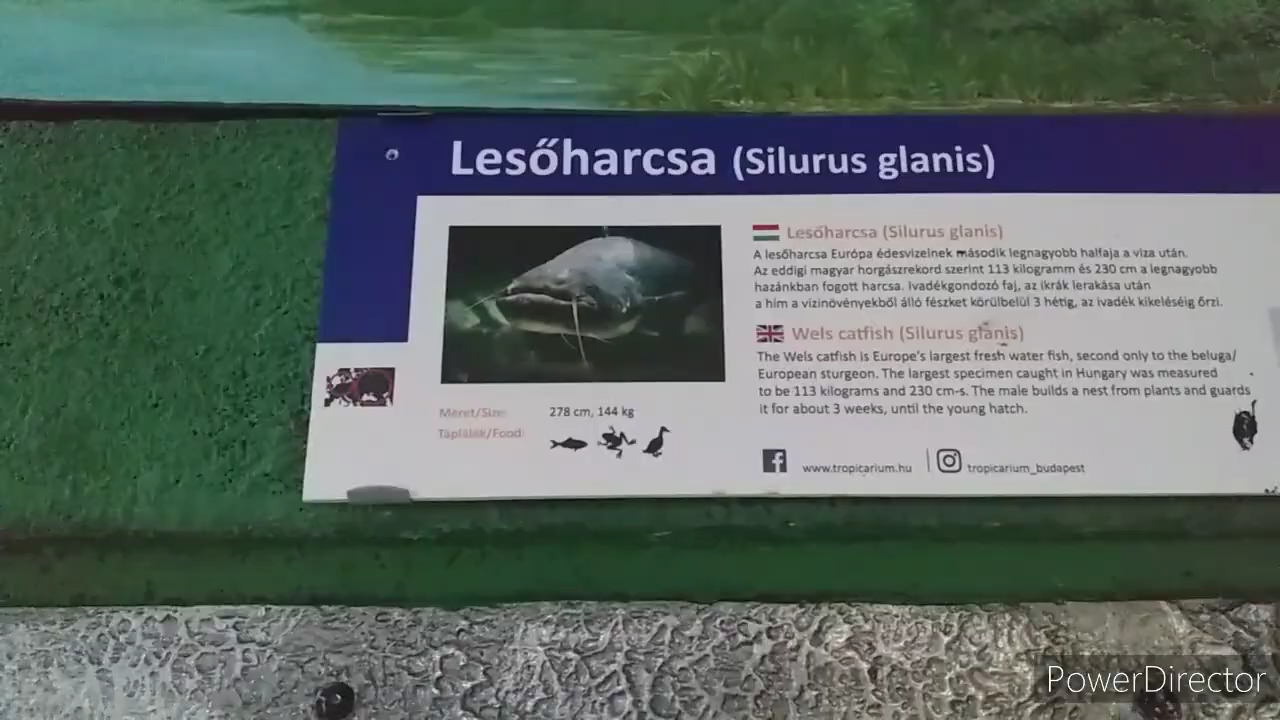 Lesőharcsa (Silurus glanis)
Lesőharcsa (Silurus glanis)
A lesőharcsa Európa édesvizeinek második legnagyobb halfaja a viza után.
Az eddigi magyar horgászrekord szerint 113 kilogramm és 230 cm a legnagyobb
hazánkban fogott harcsa. Ivadékgondozó faj, az ikrák lerakása után
a hím a vízinövényekből álló fészket körülbelül 3 hétig, az ivadék kikeléséig őrzi.
Wels catfish (Silurus glanis)
The Wels catfish is Europe's largest fresh water fish, second only to the beluga/
European sturgeon. The largest specimen caught in Hungary was measured
to be 113 kilograms and 230 cm-s. The male builds a nest from plants and guards
it for about 3 weeks, until the young hatch.
Méret/Size: 278 cm, 144 kg
Táplálék/Food:
www.tropicarium.hu | tropicarium_budapest
PowerDirector